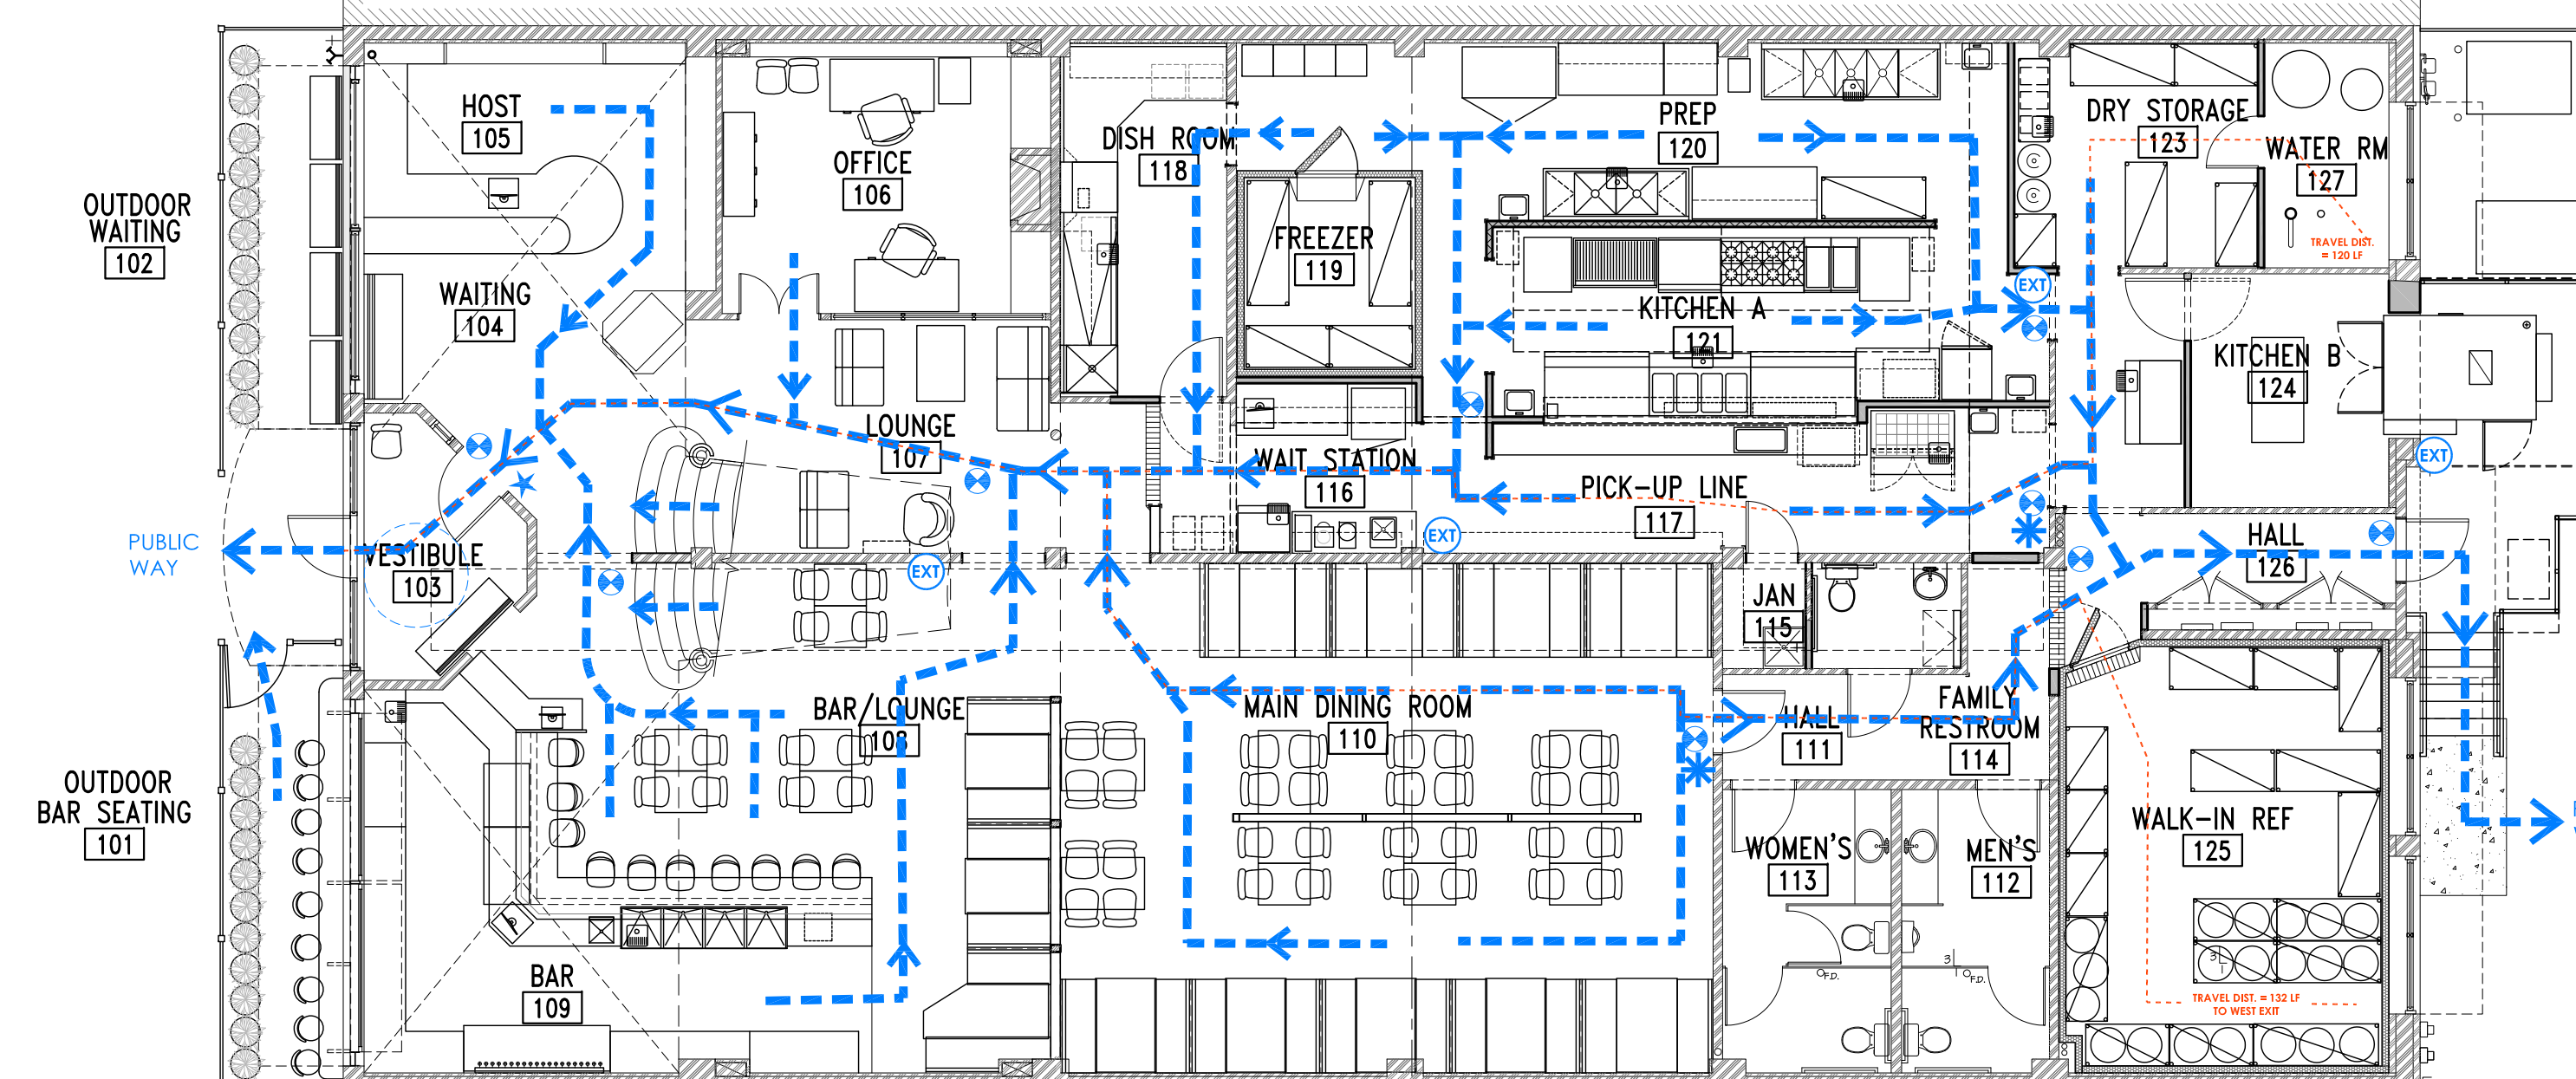 HOST
105
OFFICE
106
DISH ROOM
118
PREP
120
DRY STORAGE
123
WATER RM
127
OUTDOOR
WAITING
102
TRAVEL DIST.
= 120 LF
FREEZER
119
WAITING
104
KITCHEN A
121
EXT
KITCHEN B
124
LOUNGE
107
WAIT STATION
116
EXT
PICK-UP LINE
117
EXT
PUBLIC
WAY
VESTIBULE
103
EXT
HALL
126
JAN
115
BAR/LOUNGE
108
MAIN DINING ROOM
110
HALL
111
FAMILY
RESTROOM
114
OUTDOOR
BAR SEATING
101
WOMEN'S
113
MEN'S
112
WALK-IN REF
125
BAR
109
F.D.
3
F.D.
3
TRAVEL DIST. = 132 LF
TO WEST EXIT